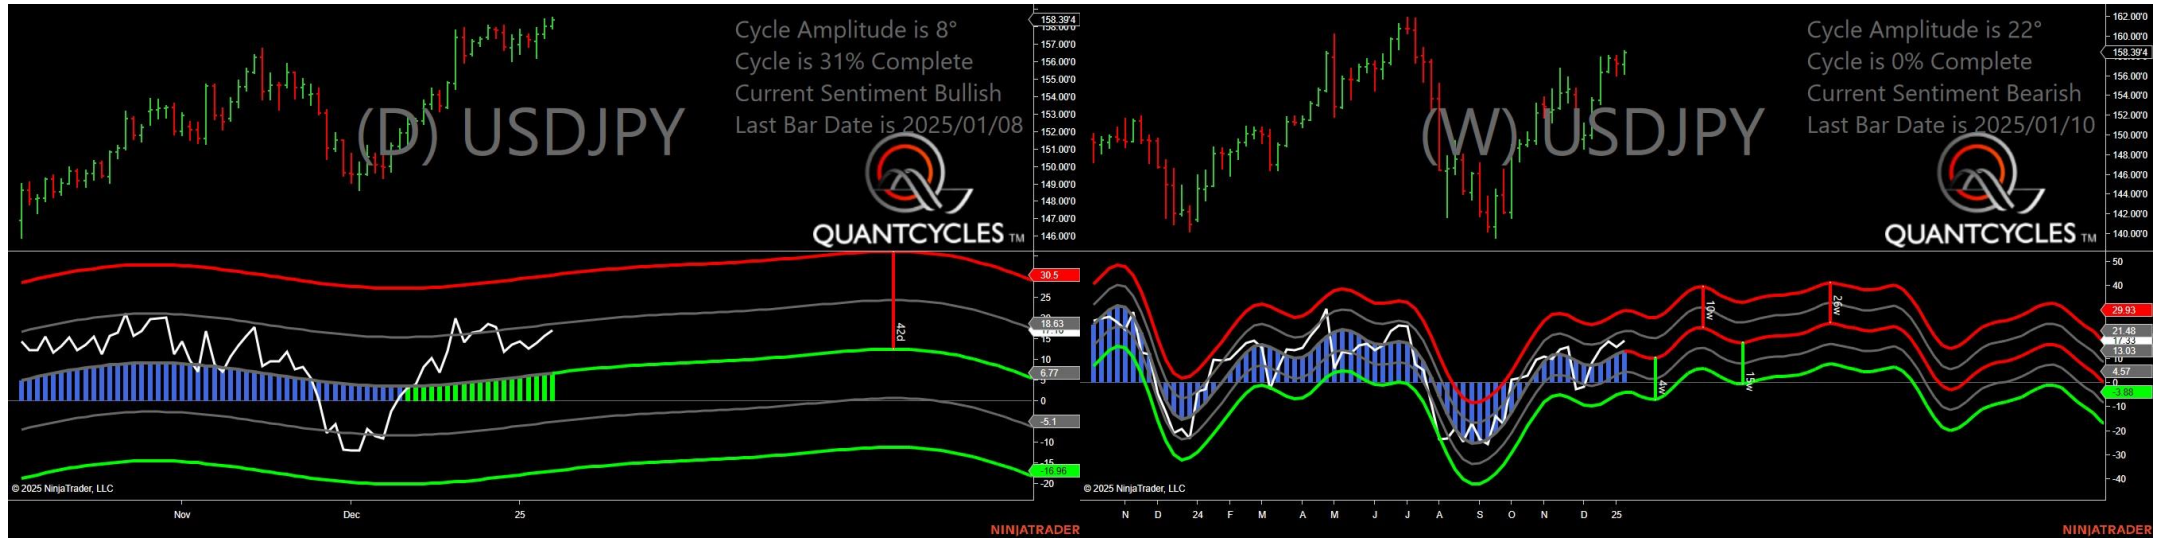 Cycle Amplitude is 8°
Cycle is 31% Complete
Current Sentiment Bullish
Last Bar Date is 2025/01/08
(D) USDJPY
QUANTCYCLES TM
158.39'4
158.00'0
157.00'0
156.00'0
155.00'0
154.00'0
153.00'0
152.00'0
151.00'0
150.00'0
149.00'0
148.00'0
147.00'0
146.00'0
42d
30.5
25
18.63
15
10
6.77
5
0
-5.1
-10
-15
-16.96
-20
© 2025 NinjaTrader, LLC
Nov Dec 25
NINJATRADER
Cycle Amplitude is 22°
Cycle is 0% Complete
Current Sentiment Bearish
Last Bar Date is 2025/01/10
(W) USDJPY
QUANTCYCLES TM
162.00'0
160.00'0
158.39'4
156.00'0
154.00'0
152.00'0
150.00'0
148.00'0
146.00'0
144.00'0
142.00'0
140.00'0
4w
10w
15w
26w
50
40
29.93
21.48
17.33
13.03
10
4.57
0
-3.88
-10
-20
-30
-40
© 2025 NinjaTrader, LLC
N D 24 F M A M J J A S O N D 25
NINJATRADER